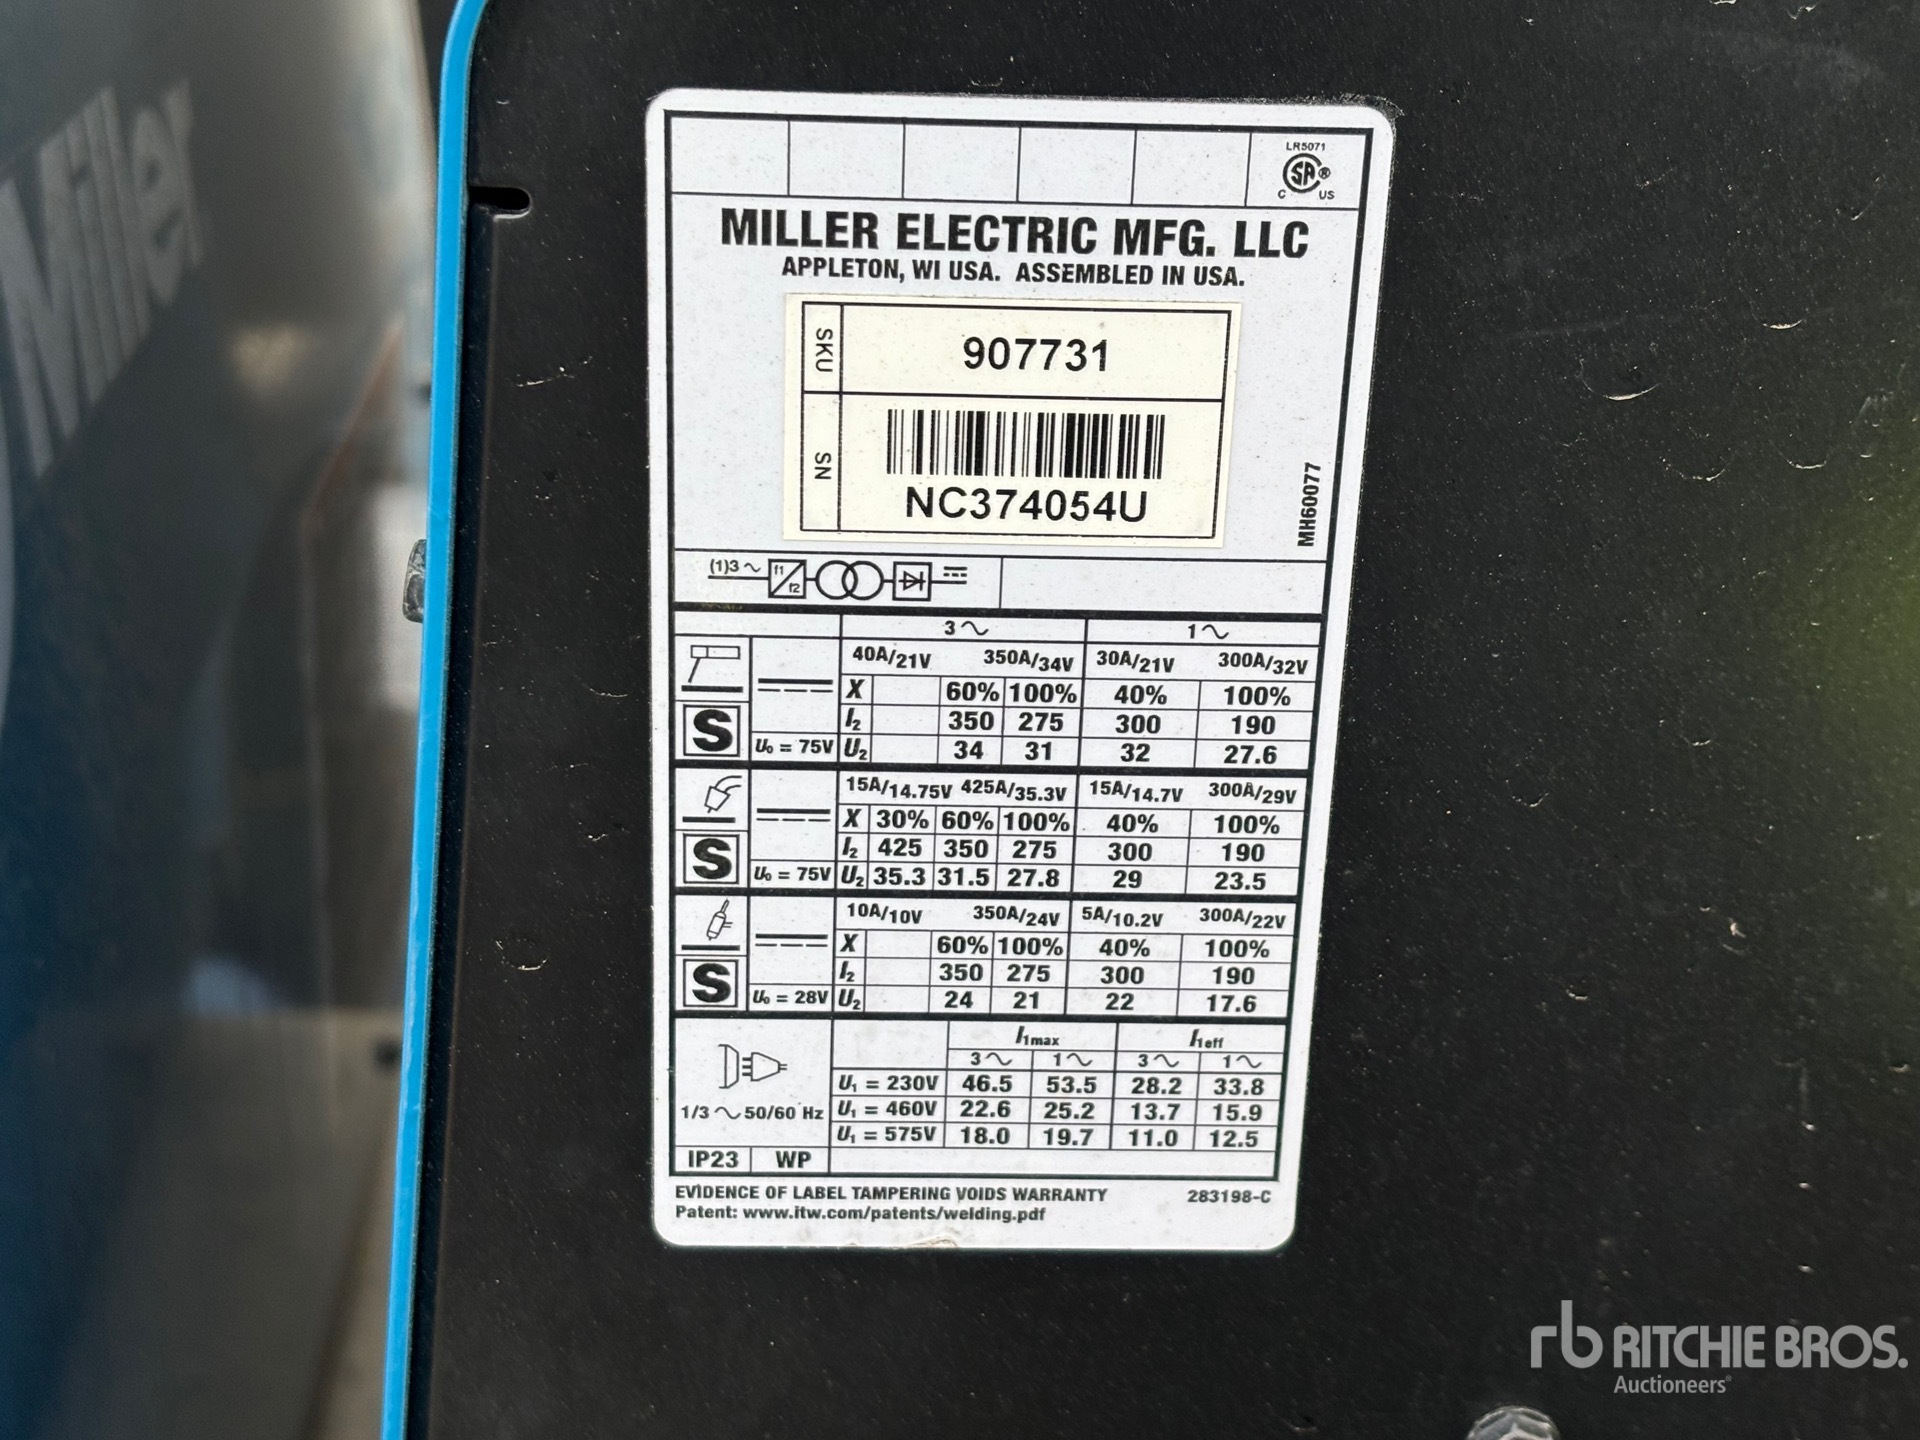 Miller
LR5071
SA®
C US
MILLER ELECTRIC MFG. LLC
APPLETON, WI USA. ASSEMBLED IN USA.
SKU 907731
SN
NC374054U
MH60077
(1)3~ f1 f2
3~ 1~
40A/21V 350A/34V 30A/21V 300A/32V
X 60% 100% 40% 100%
I2 350 275 300 190
S U0 = 75V U2 34 31 32 27.6
15A/14.75V 425A/35.3V 15A/14.7V 300A/29V
X 30% 60% 100% 40% 100%
I2 425 350 275 300 190
S U0 = 75V U2 35.3 31.5 27.8 29 23.5
10A/10V 350A/24V 5A/10.2V 300A/22V
X 60% 100% 40% 100%
I2 350 275 300 190
S U0 = 28V U2 24 21 22 17.6
I1max I1eff
3~ 1~ 3~ 1~
U1 = 230V 46.5 53.5 28.2 33.8
1/3~50/60 Hz U1 = 460V 22.6 25.2 13.7 15.9
U1 = 575V 18.0 19.7 11.0 12.5
IP23 WP
EVIDENCE OF LABEL TAMPERING VOIDS WARRANTY 283198-C
Patent: www.itw.com/patents/welding.pdf
rb RITCHIE BROS.
Auctioneers®